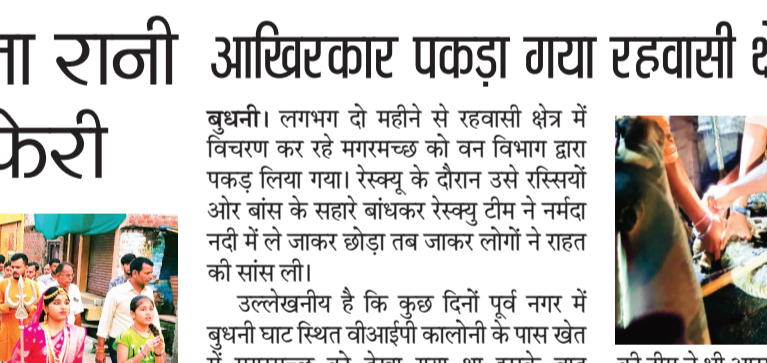 रानी
फिरी
आखिरकार पकड़ा गया रहवासी
बुधनी। लगभग दो महीने से रहवासी क्षेत्र में
विचरण कर रहे मगरमच्छ को वन विभाग द्वारा
पकड़ लिया गया। रेस्क्यू के दौरान उसे रस्सियों
ओर बांस के सहारे बांधकर रेस्क्यु टीम ने नर्मदा
नदी में ले जाकर छोड़ा तब जाकर लोगों ने राहत
की सांस ली।
उल्लेखनीय है कि कुछ दिनों पूर्व नगर में
बुधनी घाट स्थित वीआईपी कालोनी के पास खेत